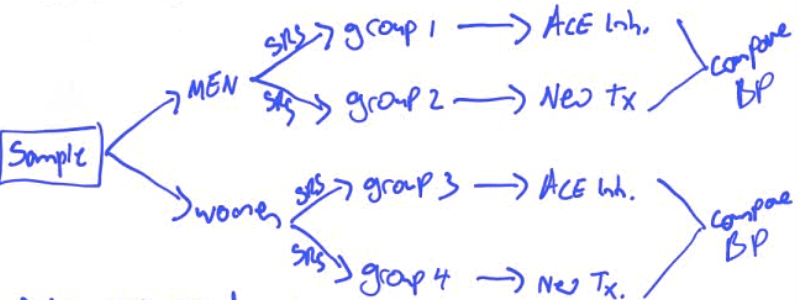 SRS group 1 → ACE Inh.
MEN
SRS group 2 → New Tx
compare
BP
Sample
women
SRS group 3 → ACE Inh.
SRS group 4 → New Tx.
compare
BP